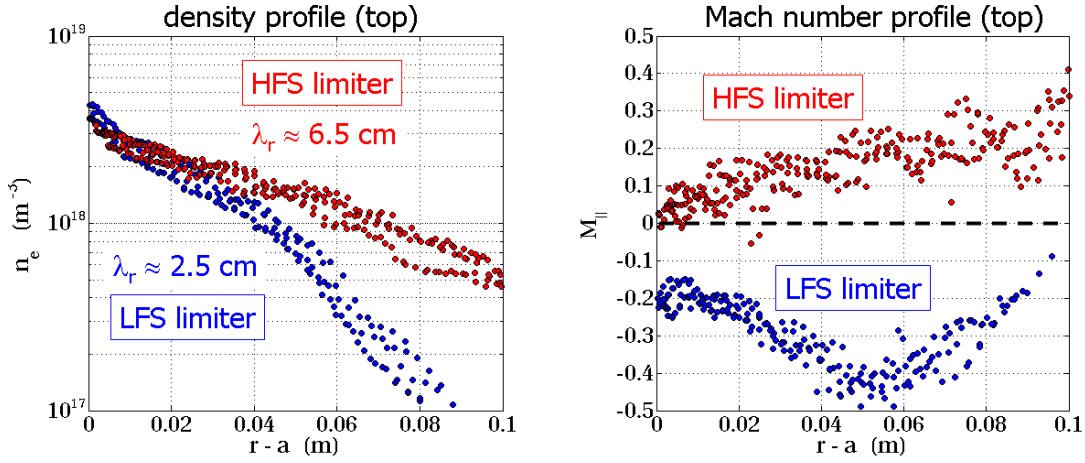 density profile (top)
10¹⁹
10¹⁸
10¹⁷
nₑ (m⁻³)
HFS limiter
λᵣ ≈ 6.5 cm
λᵣ ≈ 2.5 cm
LFS limiter
0 0.02 0.04 0.06 0.08 0.1
r - a (m)
Mach number profile (top)
0.5
0.4
0.3
0.2
0.1
0
-0.1
-0.2
-0.3
-0.4
-0.5
M||
HFS limiter
LFS limiter
0 0.02 0.04 0.06 0.08 0.1
r - a (m)